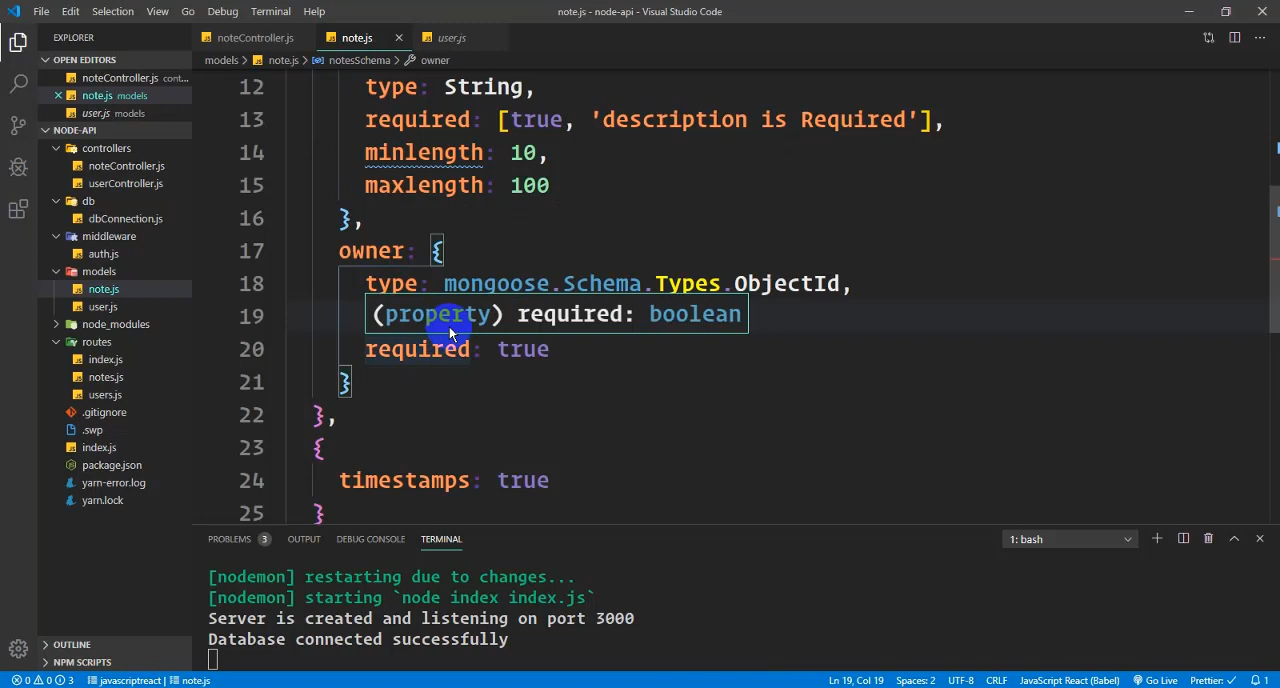 File Edit Selection View Go Debug Terminal Help
note.js - node-api - Visual Studio Code
EXPLORER
OPEN EDITORS
noteController.js cont...
note.js models
user.js models
NODE-API
controllers
noteController.js
userController.js
db
dbConnection.js
middleware
auth.js
models
note.js
user.js
node_modules
routes
index.js
notes.js
users.js
.gitignore
.swp
index.js
package.json
yarn-error.log
yarn.lock
OUTLINE
NPM SCRIPTS
noteController.js note.js user.js
models > note.js > notesSchema > owner
12 type: String,
13 required: [true, 'description is Required'],
14 minlength: 10,
15 maxlength: 100
16 },
17 owner: {
18 type: mongoose.Schema.Types.ObjectId,
19 (property) required: boolean
20 required: true
21 }
22 },
23 {
24 timestamps: true
25 }
PROBLEMS 3 OUTPUT DEBUG CONSOLE TERMINAL
1: bash
[nodemon] restarting due to changes...
[nodemon] starting `node index index.js`
Server is created and listening on port 3000
Database connected successfully
0 0 3 javascriptreact | note.js
Ln 19, Col 19 Spaces: 2 UTF-8 CRLF JavaScript React (Babel) Go Live Prettier: ✓ 1